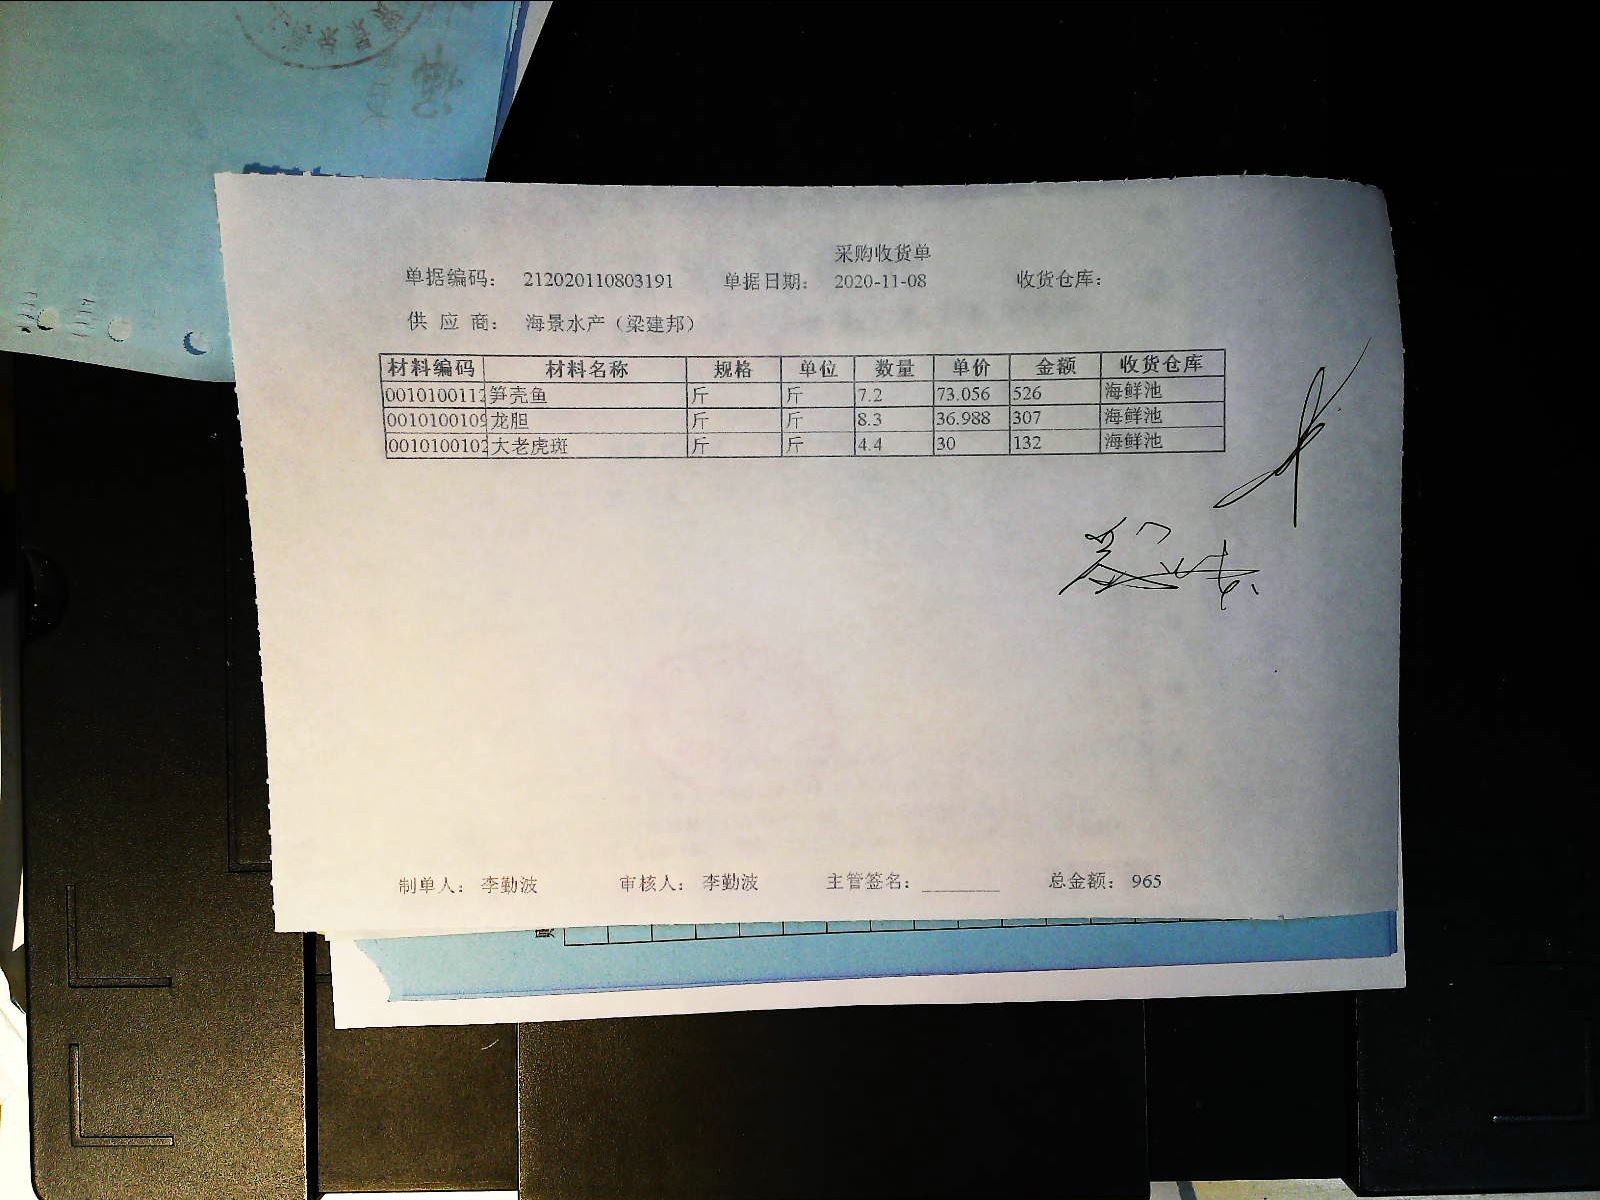 采购收货单
单据编码： 212020110803191 单据日期： 2020-11-08 收货仓库：
供 应 商： 海景水产（梁建邦）
材料编码 材料名称 规格 单位 数量 单价 金额 收货仓库
0010100112 笋壳鱼 斤 斤 7.2 73.056 526 海鲜池
0010100109 龙胆 斤 斤 8.3 36.988 307 海鲜池
0010100102 大老虎斑 斤 斤 4.4 30 132 海鲜池
制单人： 李勤波 审核人： 李勤波 主管签名： 总金额： 965